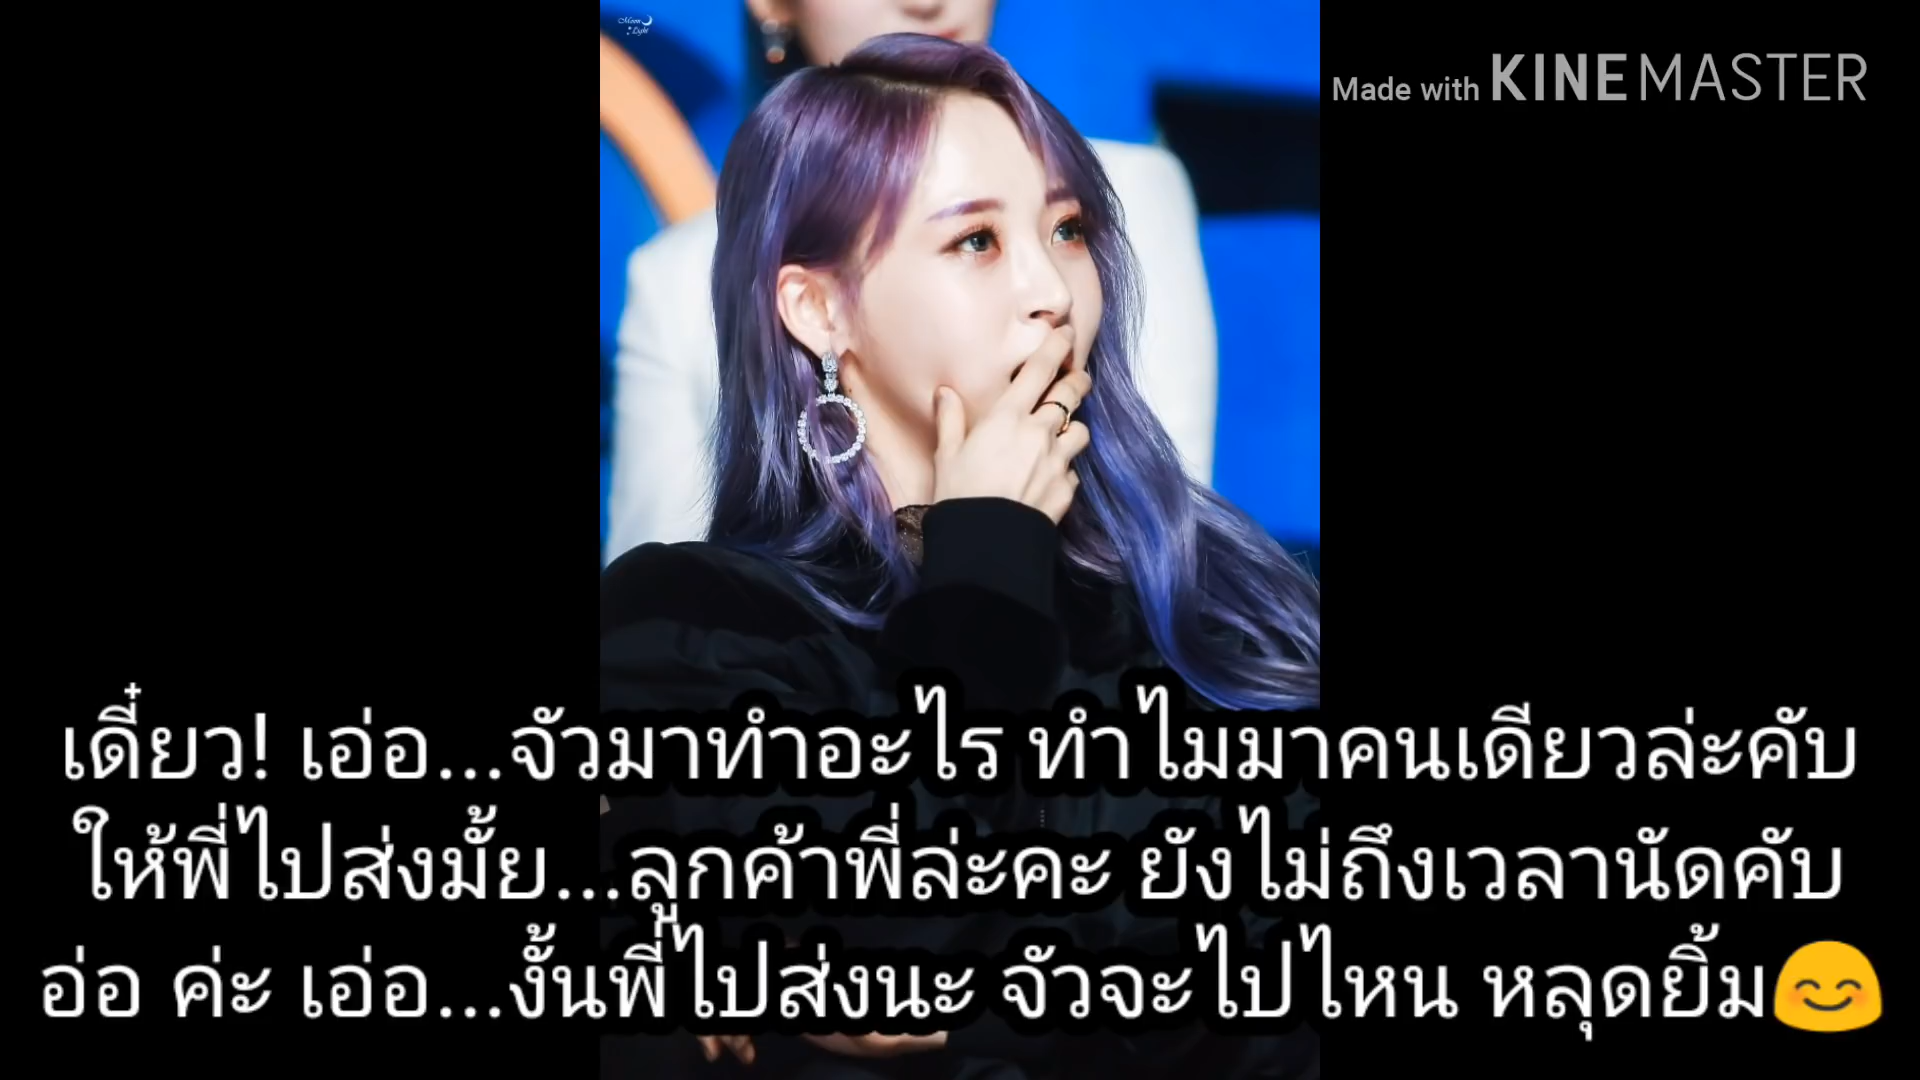 Moon
Light
Made with KINEMASTER
เดี๋ยว! เอ่อ...จัวมาทำอะไร ทำไมมาคนเดียวล่ะคับ
ให้พี่ไปส่งมั้ย...ลูกค้าพี่ล่ะคะ ยังไม่ถึงเวลานัดคับ
อ่อ ค่ะ เอ่อ...งั้นพี่ไปส่งนะ จัวจะไปไหน หลุดยิ้ม😊